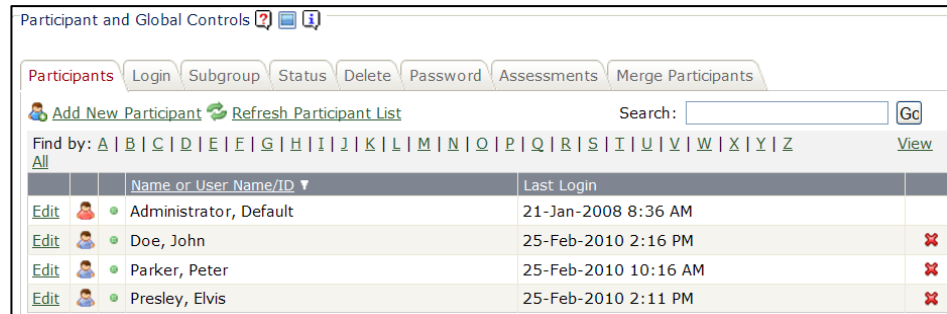 Participant and Global Controls
Participants Login Subgroup Status Delete Password Assessments Merge Participants
Add New Participant Refresh Participant List Search: Go
Find by: A | B | C | D | E | F | G | H | I | J | K | L | M | N | O | P | Q | R | S | T | U | V | W | X | Y | Z View
All
Name or User Name/ID Last Login
Edit Administrator, Default 21-Jan-2008 8:36 AM
Edit Doe, John 25-Feb-2010 2:16 PM
Edit Parker, Peter 25-Feb-2010 10:16 AM
Edit Presley, Elvis 25-Feb-2010 2:11 PM